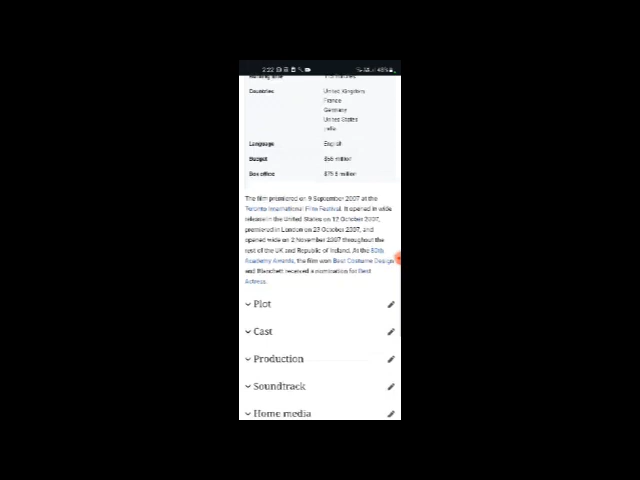 2:22
48%
Countries
United Kingdom
France
Germany
United States
Language
English
Budget
Box office
The film premiered on 9 September 2007 at the
Toronto International Film Festival. It opened in wide
release in the United States on 12 October 2007,
premiered in London on 23 October 2007, and
opened wide on 2 November 2007 throughout the
rest of the UK and Republic of Ireland. At the 80th
Academy Awards, the film won Best Costume Design
and Blanchett received a nomination for Best
Actress.
Plot
Cast
Production
Soundtrack
Home media